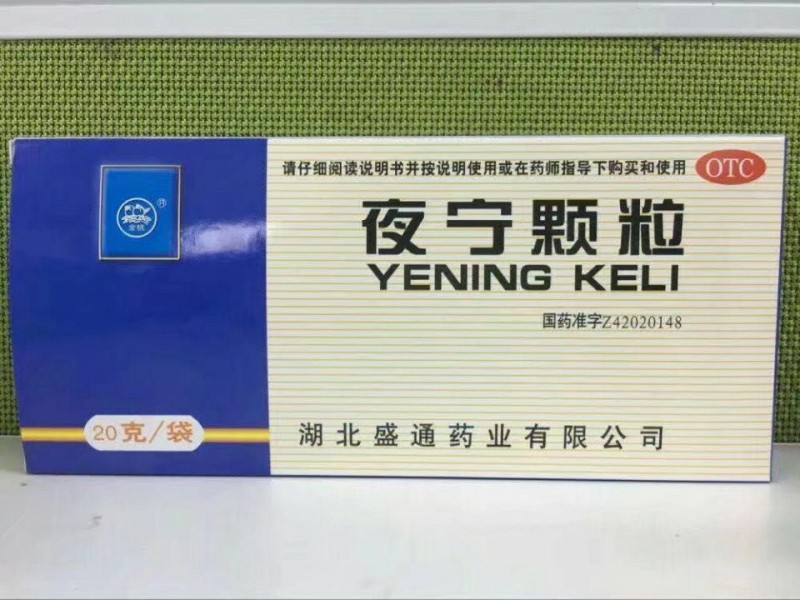 请仔细阅读说明书并按说明使用或在药师指导下购买和使用
OTC
®
夜宁颗粒
YENING KELI
国药准字Z42020148
20克/袋
湖北盛通药业有限公司